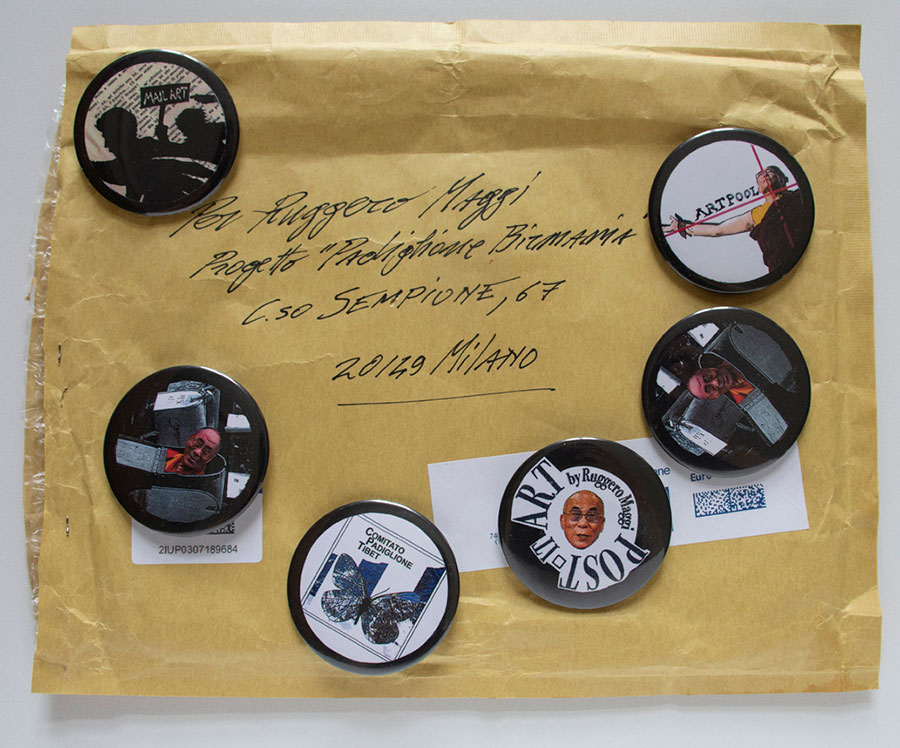 MAIL ART
Per Ruggero Maggi
Progetto "Padiglione Birmania"
C.so SEMPIONE, 67
20149 MILANO
ARTPOOL
2IUP0307189684
COMITATO
PADIGLIONE
TIBET
POST-IT ART
by Ruggero Maggi
Euro